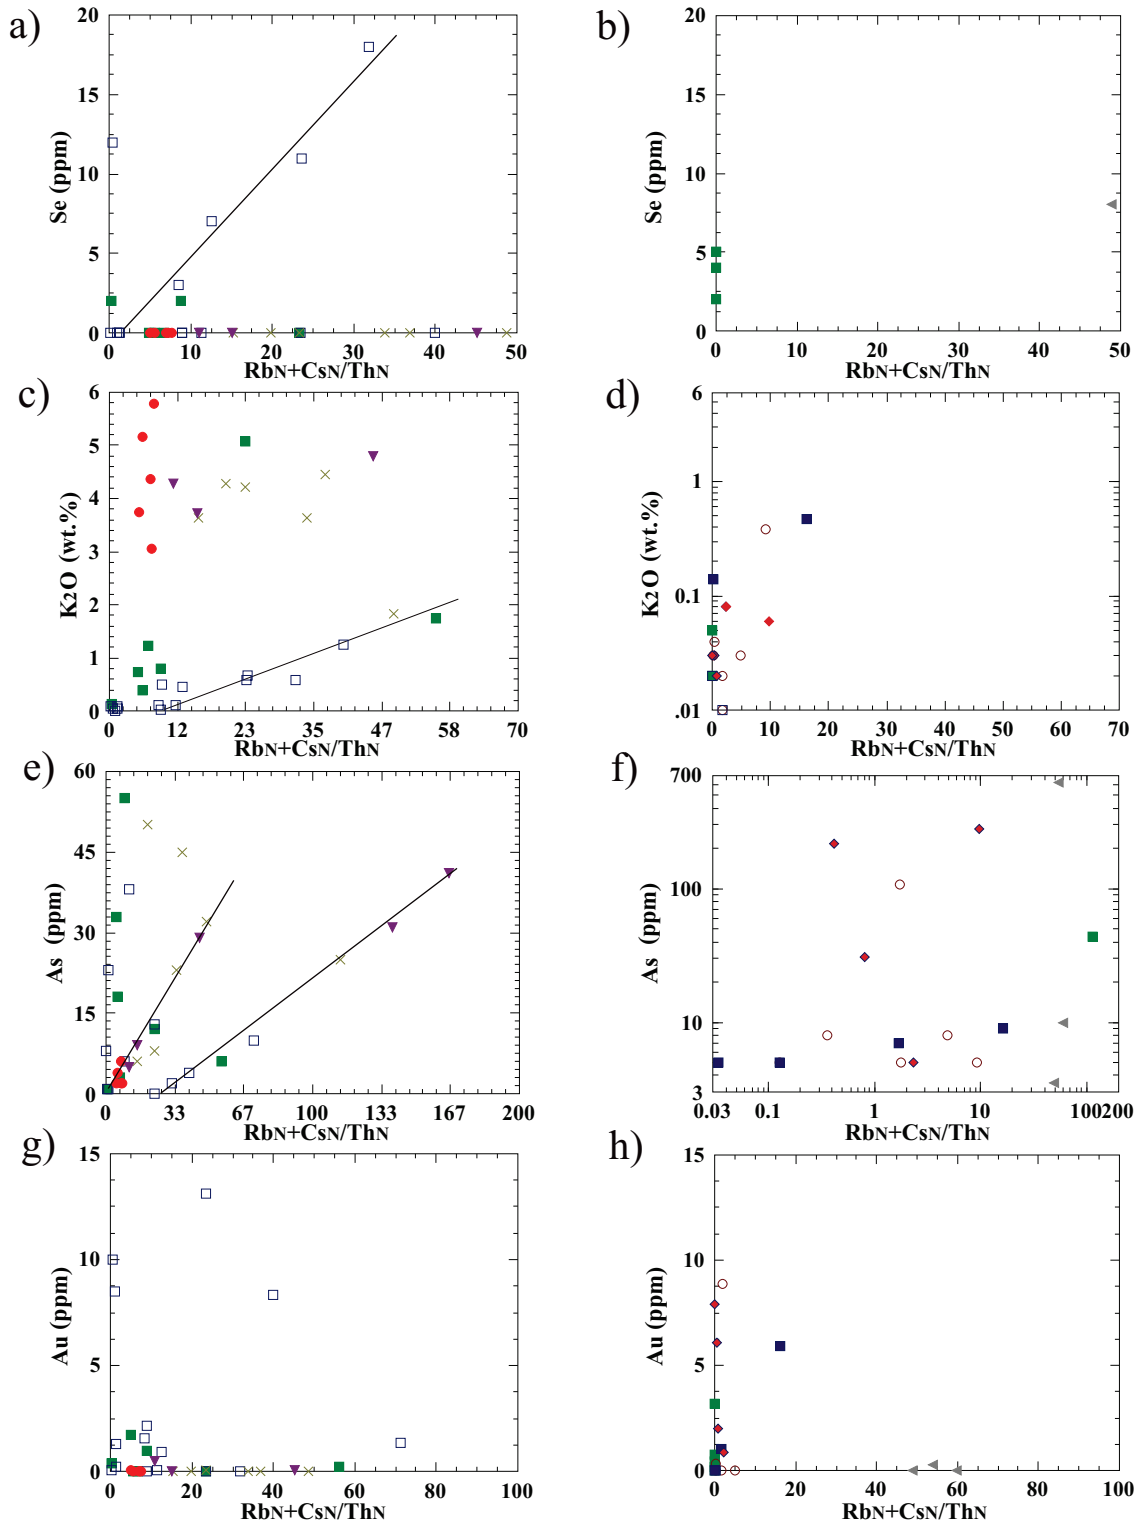 a)
20
15
10
5
0
Se (ppm)
0 10 20 30 40 50
RbN+CsN/ThN
b)
20
15
10
5
0
Se (ppm)
0 10 20 30 40 50
RbN+CsN/ThN
c)
6
5
4
3
2
1
0
K2O (wt.%)
0 12 23 35 47 58 70
RbN+CsN/ThN
d)
6
1
0.1
.01
K2O (wt.%)
0 10 20 30 40 50 60 70
RbN+CsN/ThN
e)
60
45
30
15
0
As (ppm)
0 33 67 100 133 167 200
RbN+CsN/ThN
f)
700
100
10
3
As (ppm)
0.03 0.1 1 10 100 200
RbN+CsN/ThN
g)
15
10
5
0
Au (ppm)
0 20 40 60 80 100
RbN+CsN/ThN
h)
15
10
5
0
Au (ppm)
0 20 40 60 80 100
RbN+CsN/ThN